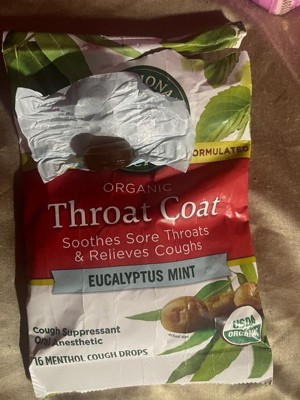 ORMULATED
ORGANIC
Throat Coat
Soothes Sore Throats
& Relieves Coughs
EUCALYPTUS MINT
Cough Suppressant
Oral Anesthetic
16 MENTHOL COUGH DROPS
USDA
ORGANIC